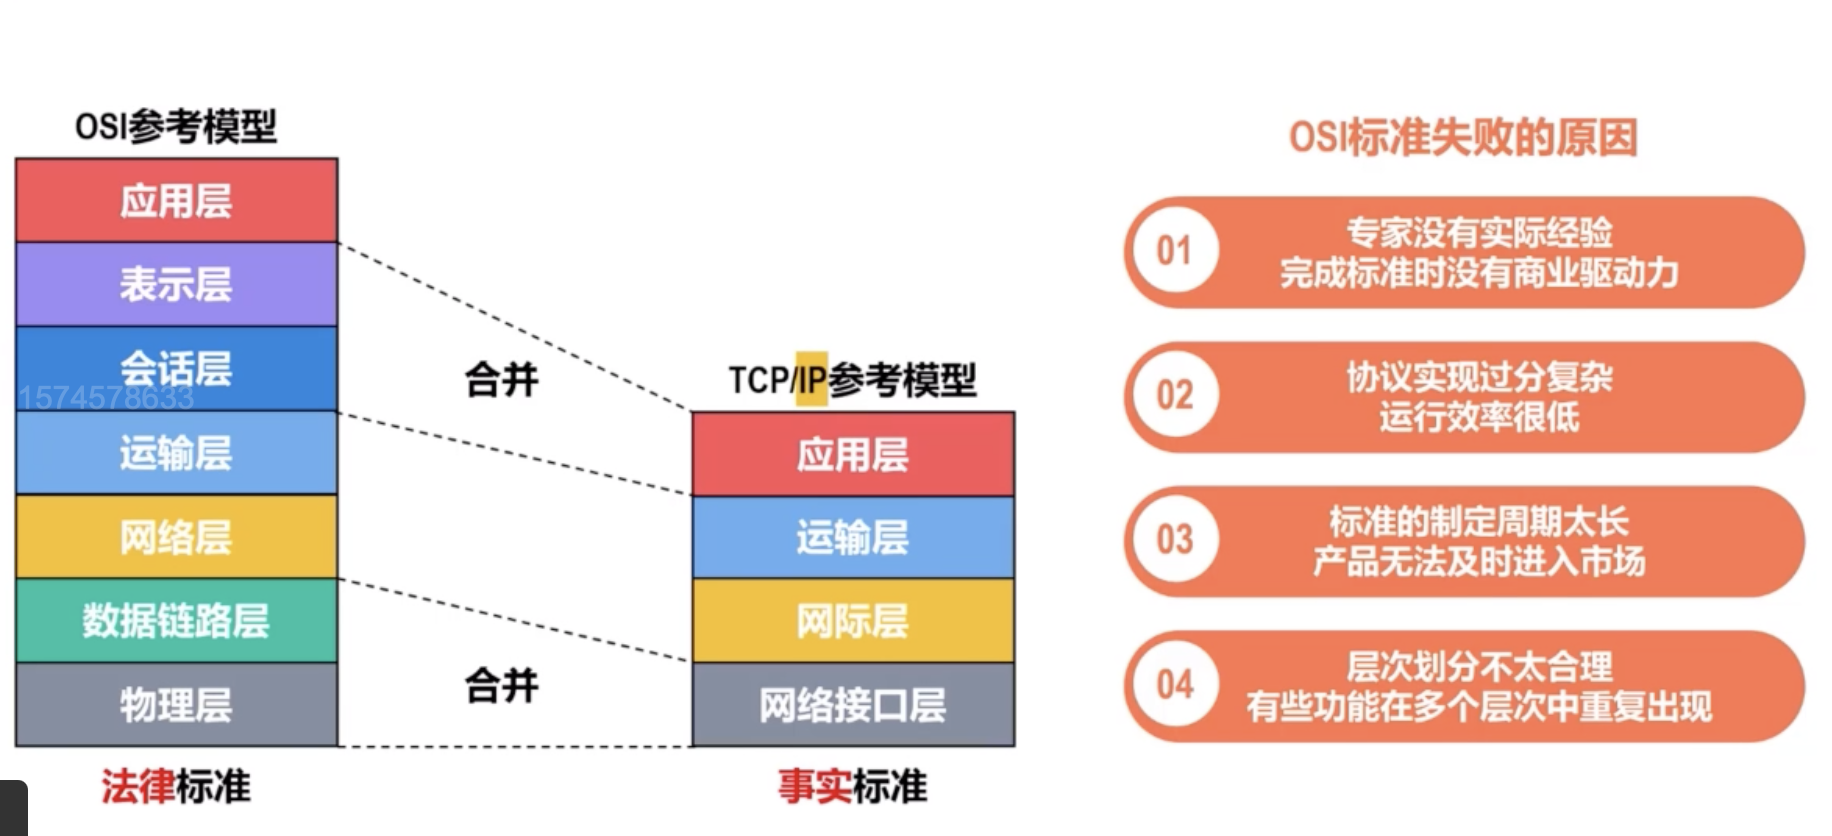 OSI参考模型
应用层
表示层
会话层
1574578633
运输层
网络层
数据链路层
物理层
法律标准
合并
合并
TCP/IP参考模型
应用层
运输层
网际层
网络接口层
事实标准
OSI标准失败的原因
01
专家没有实际经验
完成标准时没有商业驱动力
02
协议实现过分复杂
运行效率很低
03
标准的制定周期太长
产品无法及时进入市场
04
层次划分不太合理
有些功能在多个层次中重复出现